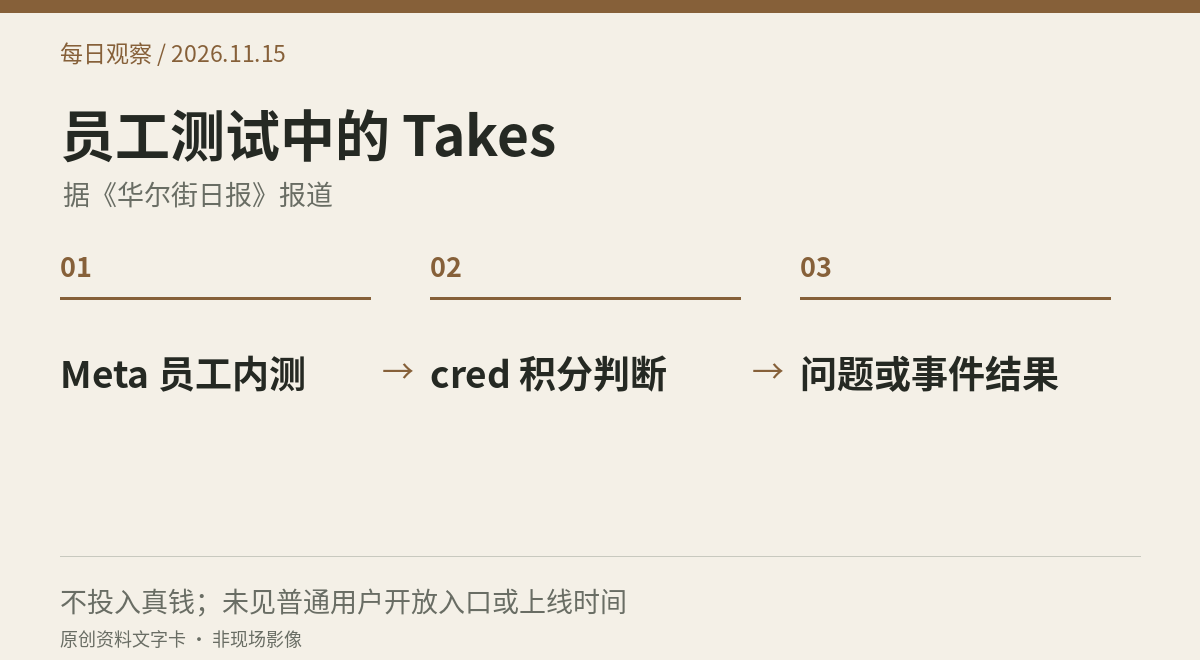 每日观察 / 2026.11.15
员工测试中的 Takes
据《华尔街日报》报道
01
02
03
Meta 员工内测 → cred 积分判断 → 问题或事件结果
不投入真钱；未见普通用户开放入口或上线时间
原创资料文字卡 · 非现场影像